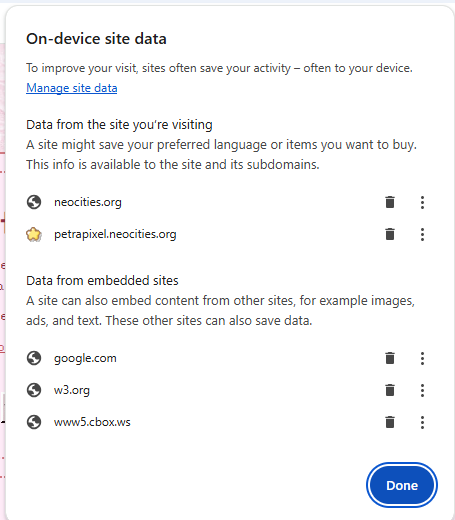 On-device site data
To improve your visit, sites often save your activity – often to your device.
Manage site data
Data from the site you're visiting
A site might save your preferred language or items you want to buy.
This info is available to the site and its subdomains.
neocities.org
petrapixel.neocities.org
Data from embedded sites
A site can also embed content from other sites, for example images,
ads, and text. These other sites can also save data.
google.com
w3.org
www5.cbox.ws
Done